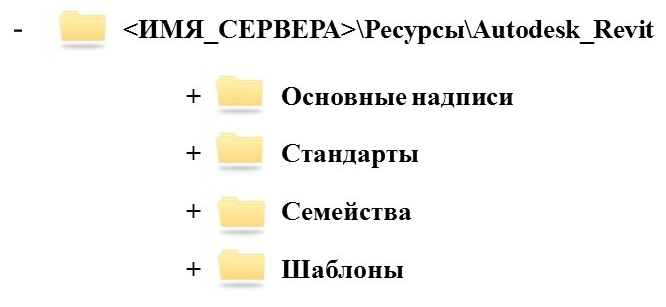 - <ИМЯ_СЕРВЕРА>\Ресурсы\Autodesk_Revit
+ Основные надписи
+ Стандарты
+ Семейства
+ Шаблоны